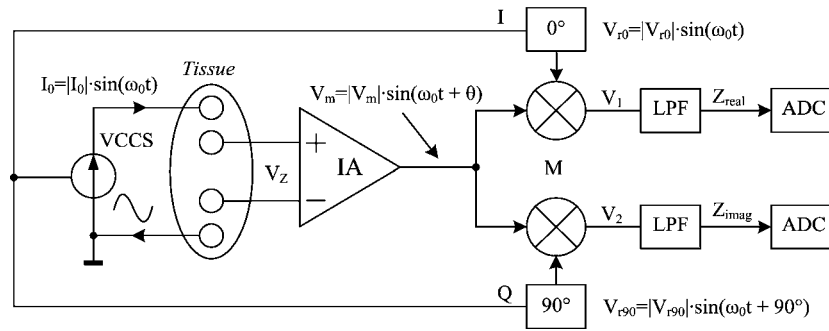 I
0°
V_r0=|V_r0|·sin(ω₀t)
I₀=|I₀|·sin(ω₀t)
Tissue
V_m=|V_m|·sin(ω₀t + θ)
V₁
LPF
Z_real
ADC
VCCS
+
V_Z
IA
M
−
V₂
LPF
Z_imag
ADC
Q
90°
V_r90=|V_r90|·sin(ω₀t + 90°)